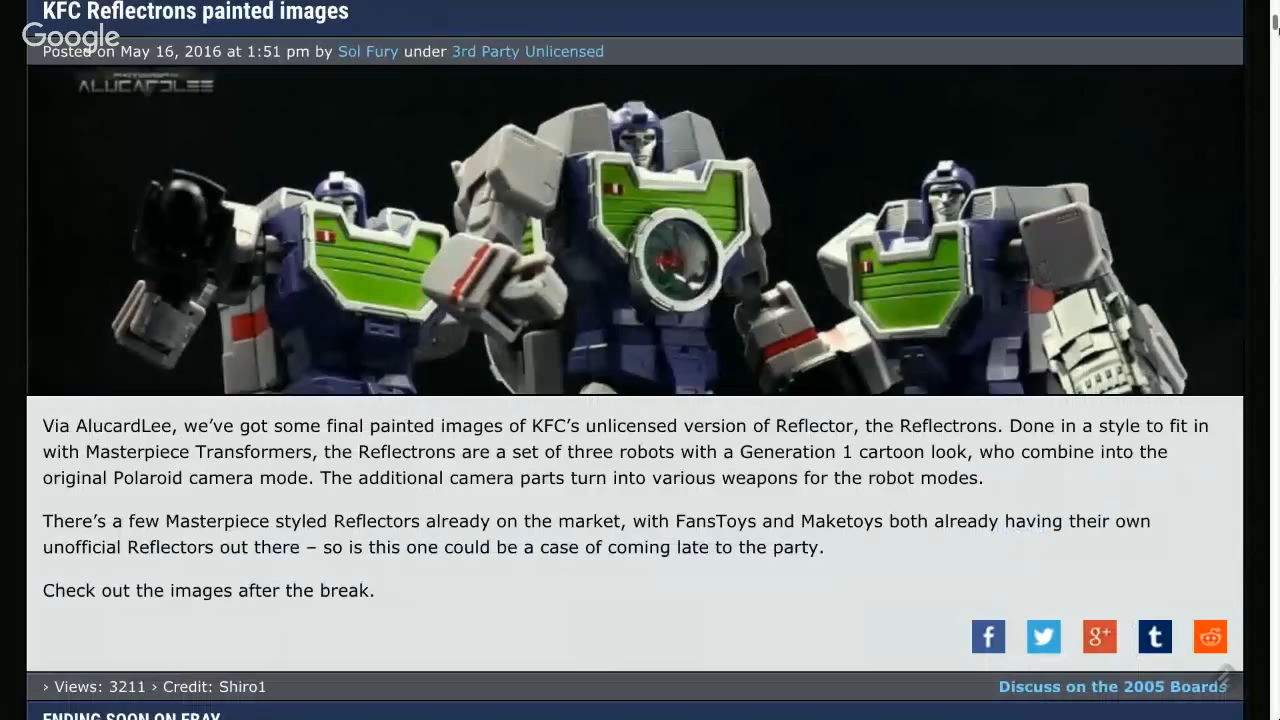 KFC Reflectrons painted images
Google
Posted on May 16, 2016 at 1:51 pm by Sol Fury under 3rd Party Unlicensed
ALUCARDLEE
Via AlucardLee, we’ve got some final painted images of KFC’s unlicensed version of Reflector, the Reflectrons. Done in a style to fit in
with Masterpiece Transformers, the Reflectrons are a set of three robots with a Generation 1 cartoon look, who combine into the
original Polaroid camera mode. The additional camera parts turn into various weapons for the robot modes.
There’s a few Masterpiece styled Reflectors already on the market, with FansToys and Maketoys both already having their own
unofficial Reflectors out there – so is this one could be a case of coming late to the party.
Check out the images after the break.
› Views: 3211 › Credit: Shiro1
Discuss on the 2005 Boards
ENDING SOON ON EBAY